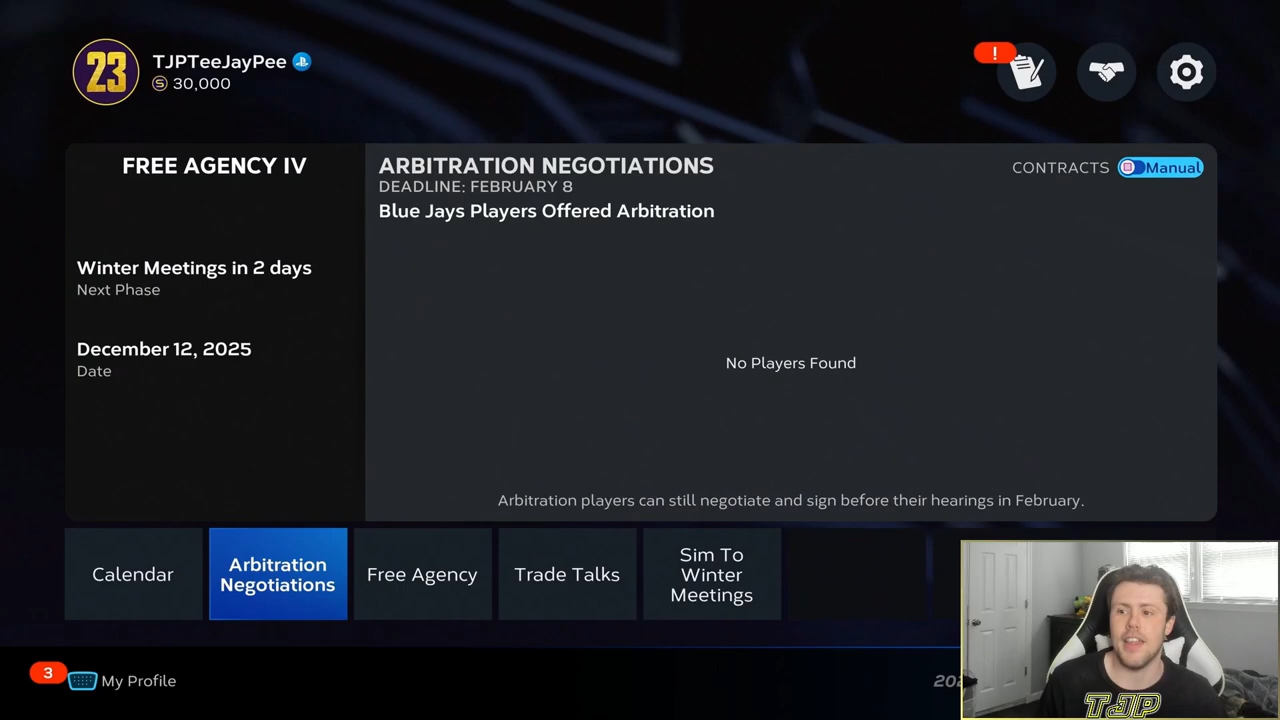 23
TJPTeeJayPee
S 30,000
!
FREE AGENCY IV
Winter Meetings in 2 days
Next Phase
December 12, 2025
Date
ARBITRATION NEGOTIATIONS
DEADLINE: FEBRUARY 8
Blue Jays Players Offered Arbitration
CONTRACTS Manual
No Players Found
Arbitration players can still negotiate and sign before their hearings in February.
Calendar
Arbitration
Negotiations
Free Agency
Trade Talks
Sim To
Winter
Meetings
3
My Profile
TJP